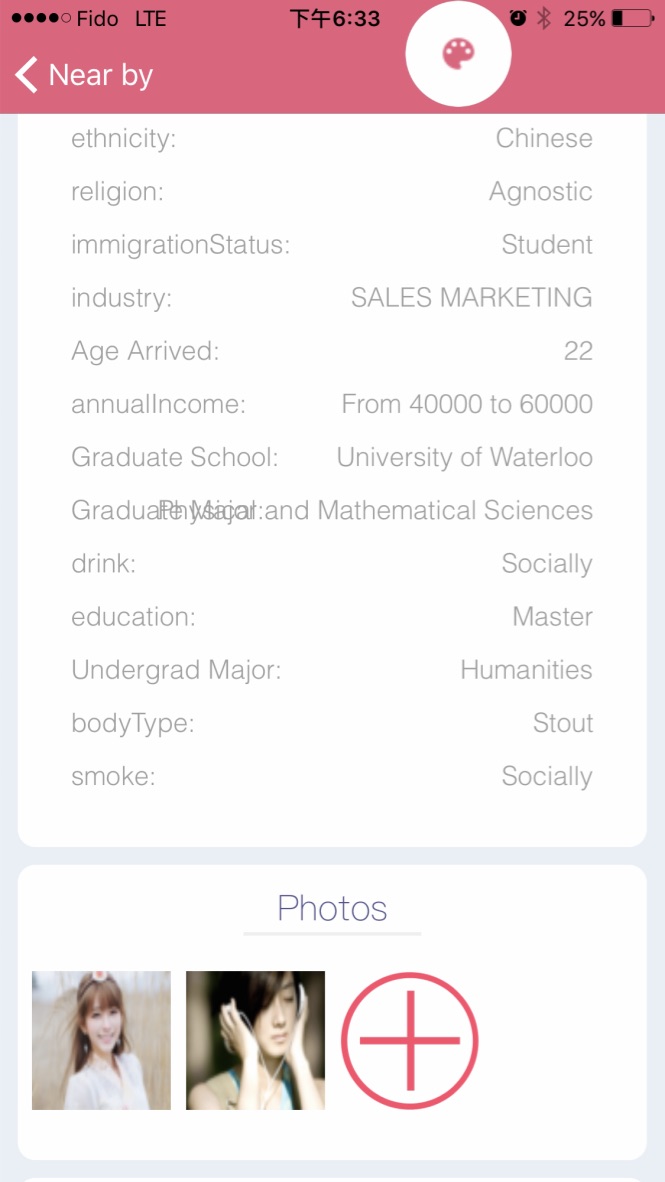 Fido LTE 下午6:33 25%
Near by
ethnicity: Chinese
religion: Agnostic
immigrationStatus: Student
industry: SALES MARKETING
Age Arrived: 22
annualIncome: From 40000 to 60000
Graduate School: University of Waterloo
Graduate Major: Physical and Mathematical Sciences
drink: Socially
education: Master
Undergrad Major: Humanities
bodyType: Stout
smoke: Socially
Photos